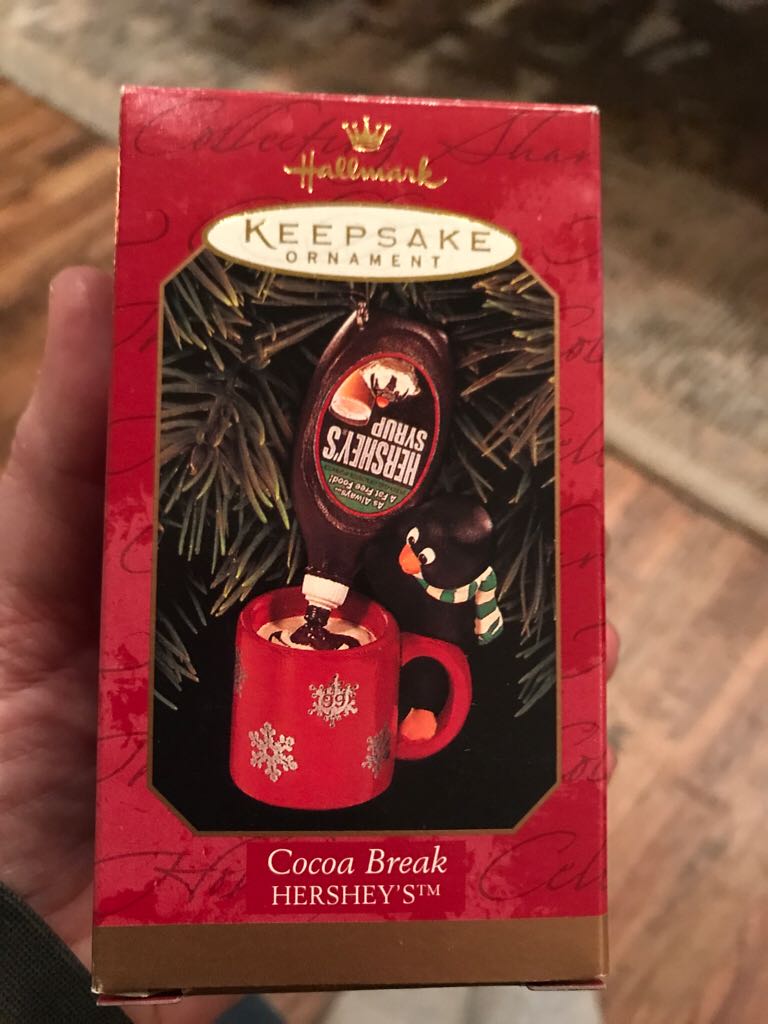 Hallmark
KEEPSAKE
ORNAMENT
As Always...
A Fat Free Food!
HERSHEY'S
SYRUP
99
Cocoa Break
HERSHEY'S™